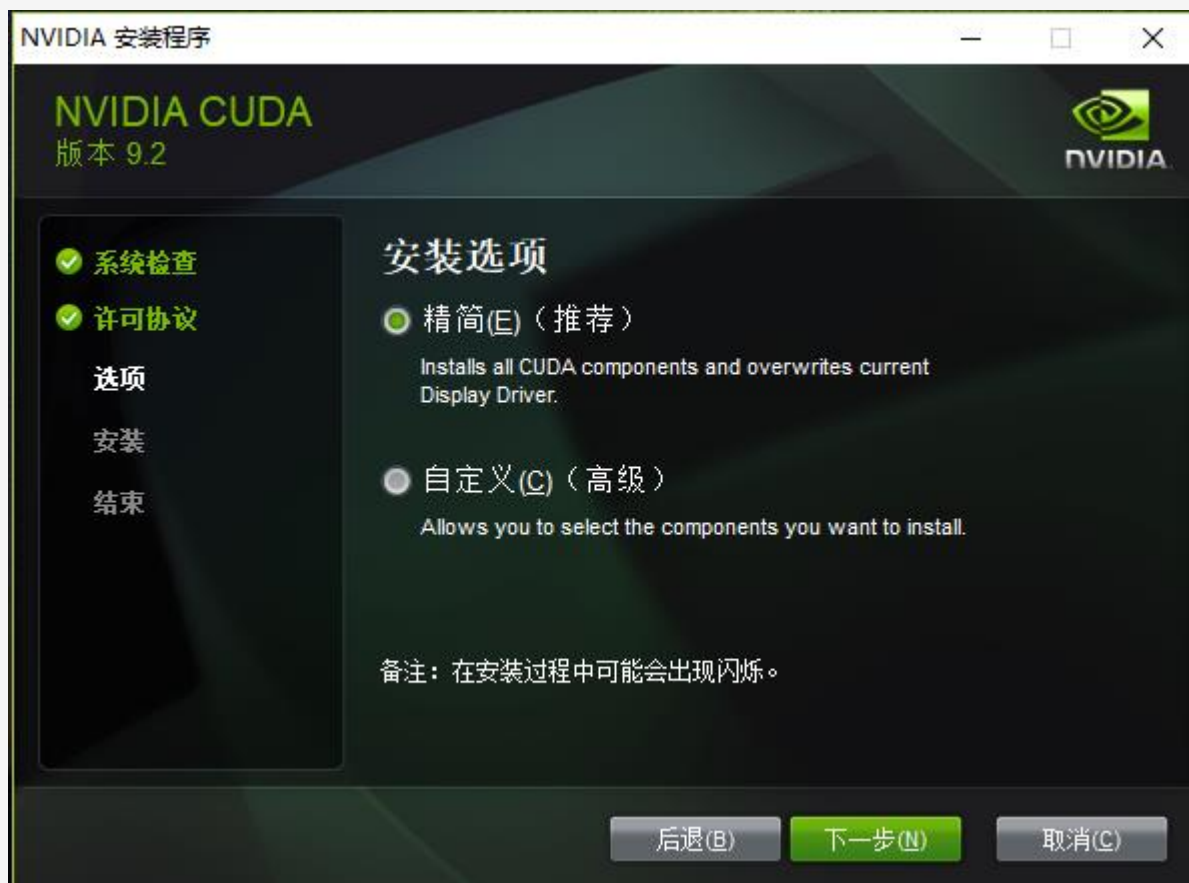 NVIDIA 安装程序
NVIDIA CUDA
版本 9.2
NVIDIA.
系统检查
许可协议
选项
安装
结束
安装选项
精简(E)（推荐）
Installs all CUDA components and overwrites current
Display Driver.
自定义(C)（高级）
Allows you to select the components you want to install.
备注：在安装过程中可能会出现闪烁。
后退(B)
下一步(N)
取消(C)